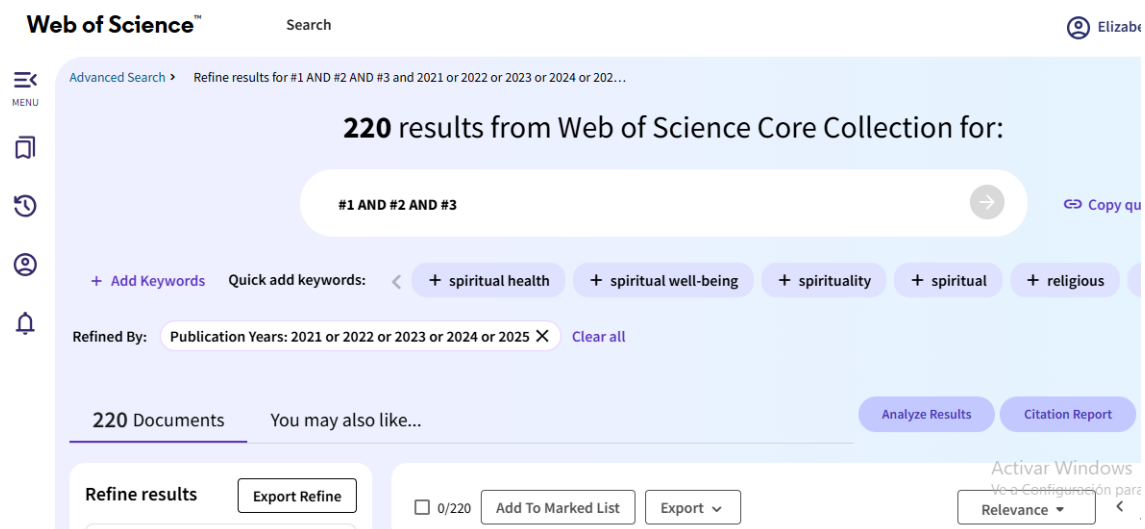 Web of Science™
Search
Elizabe
MENU
Advanced Search › Refine results for #1 AND #2 AND #3 and 2021 or 2022 or 2023 or 2024 or 202…
220 results from Web of Science Core Collection for:
#1 AND #2 AND #3
Copy qu
+ Add Keywords Quick add keywords: + spiritual health + spiritual well-being + spirituality + spiritual + religious
Refined By: Publication Years: 2021 or 2022 or 2023 or 2024 or 2025 Clear all
220 Documents You may also like... Analyze Results Citation Report
Activar Windows
Ve a Configuración para
Refine results Export Refine
0/220 Add To Marked List Export Relevance